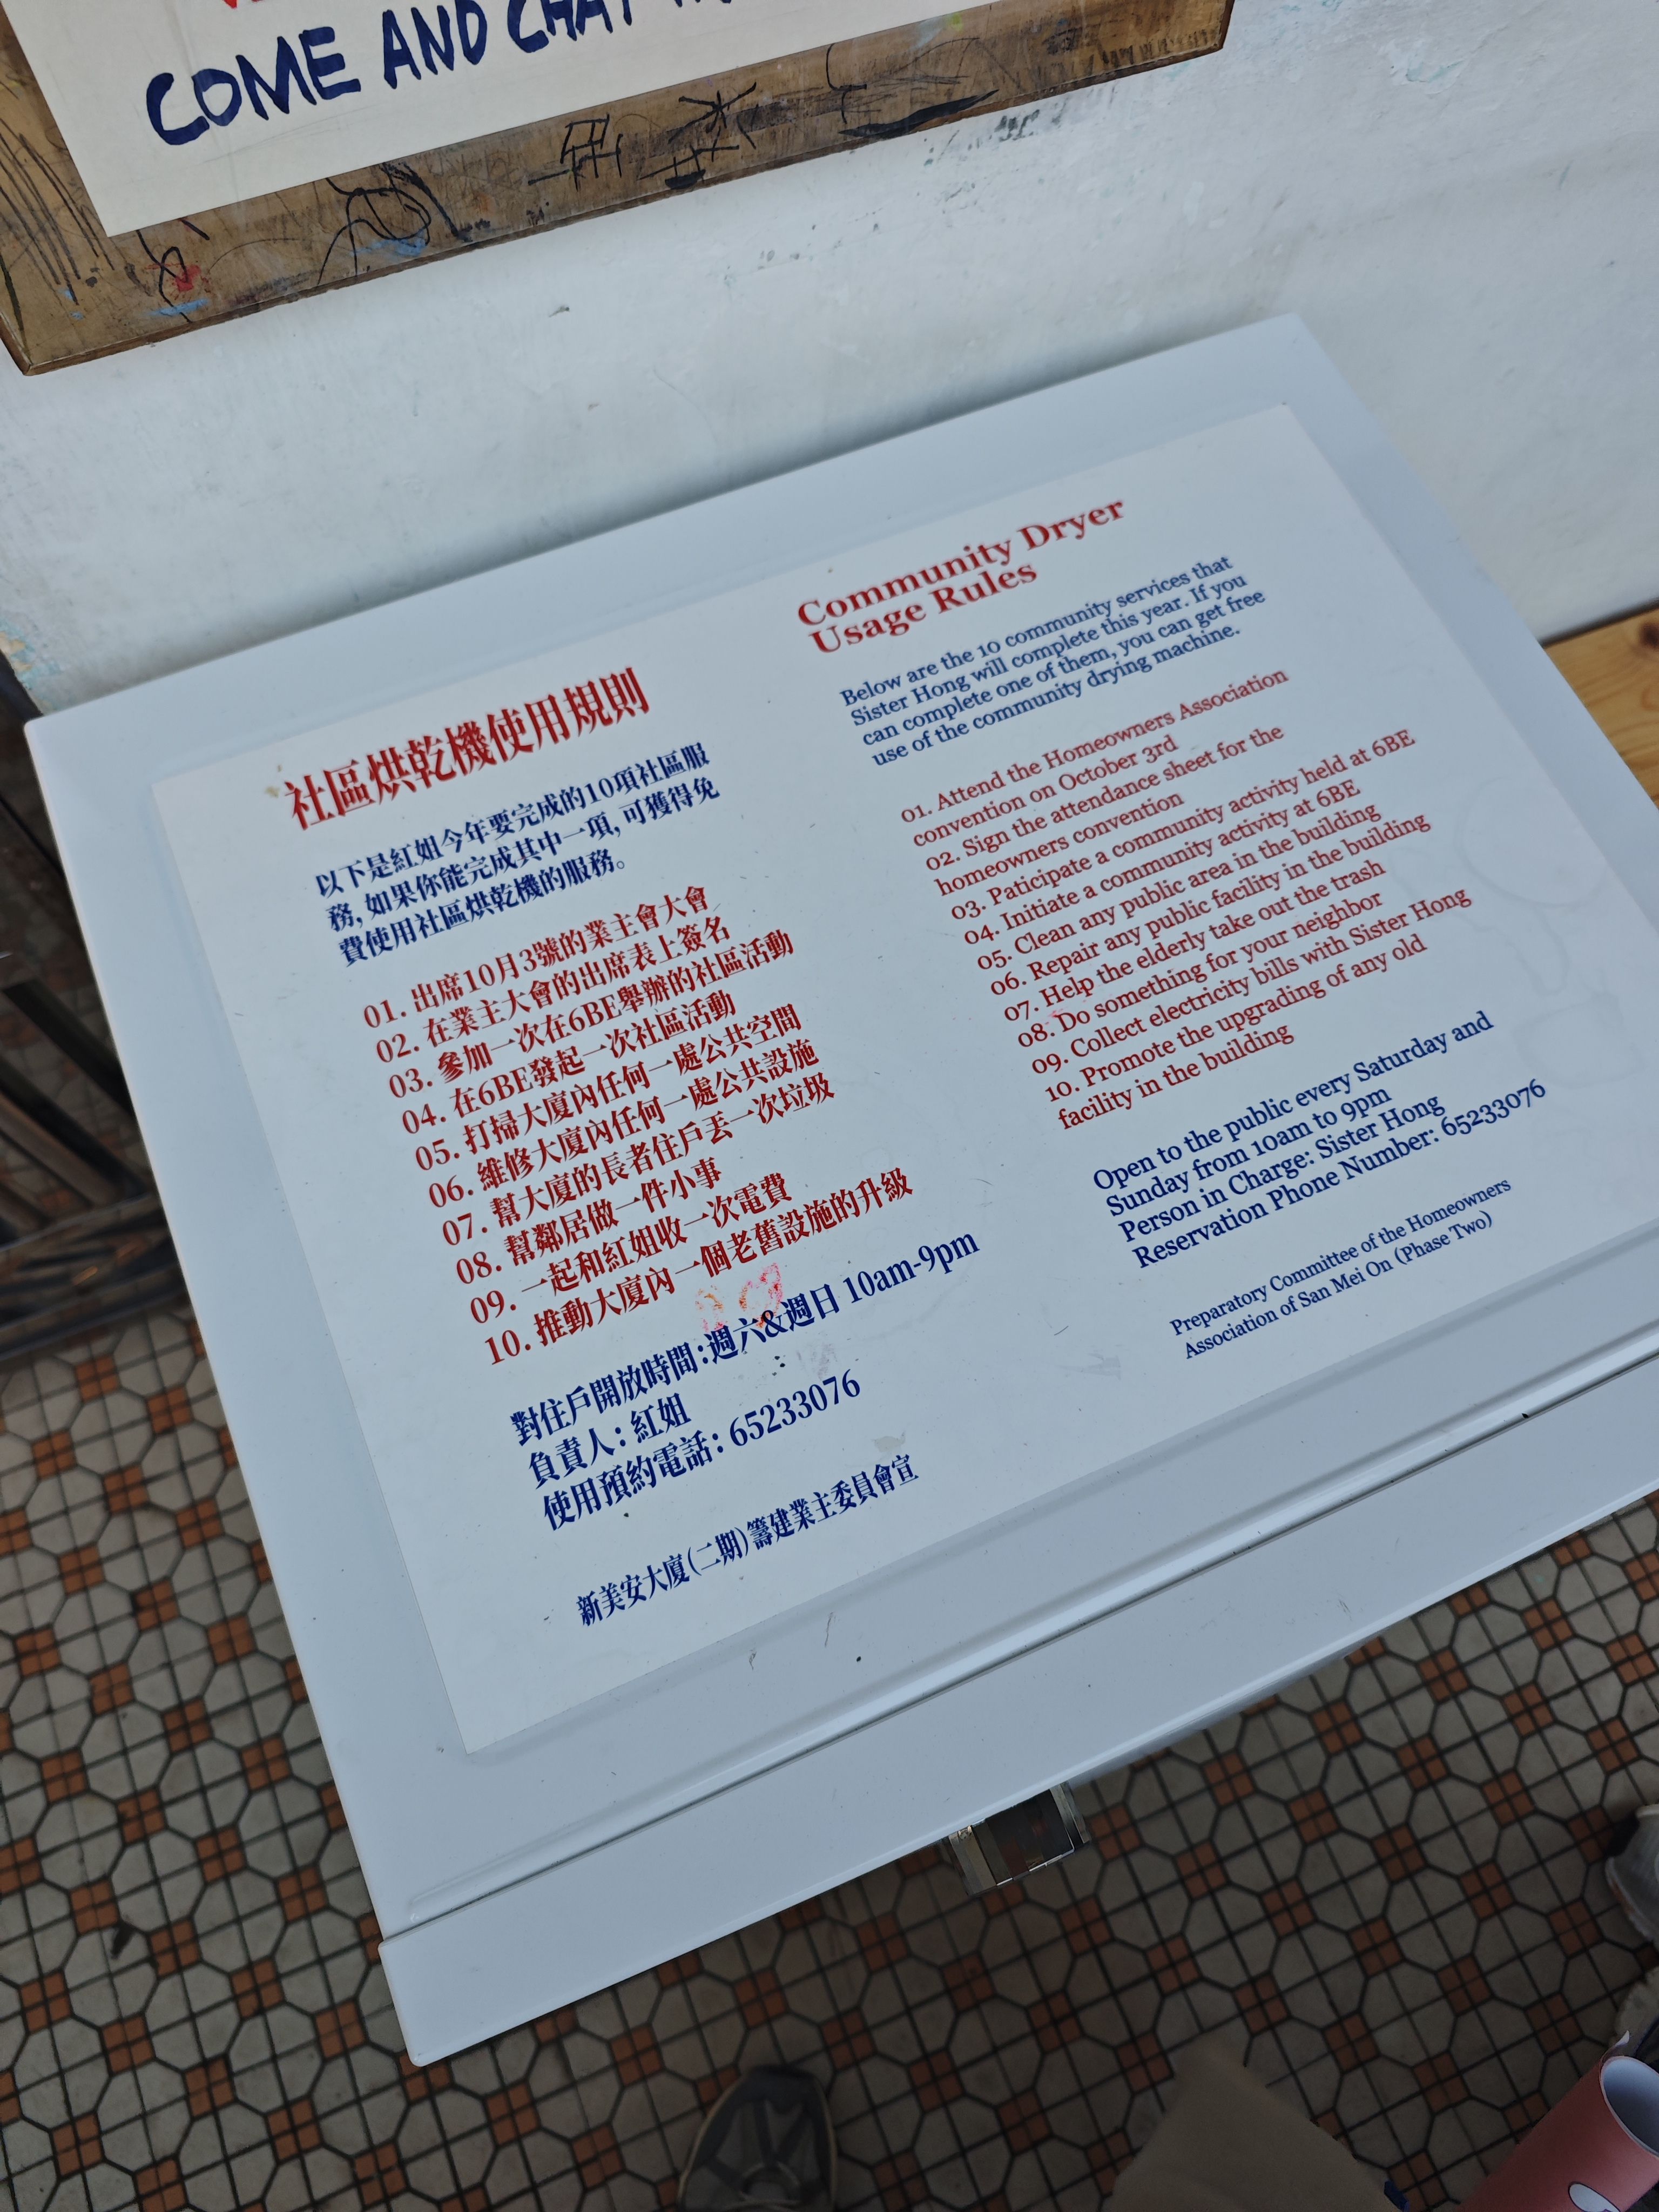 COME AND CHAT
社區烘乾機使用規則
以下是紅姐今年要完成的10項社區服
務,如果你能完成其中一項,可獲得免
費使用社區烘乾機的服務。
01. 出席10月3號的業主會大會
02. 在業主大會的出席表上簽名
03. 參加一次在6BE舉辦的社區活動
04. 在6BE發起一次社區活動
05. 打掃大廈內任何一處公共空間
06. 維修大廈內任何一處公共設施
07. 幫大廈的長者住戶丟一次垃圾
08. 幫鄰居做一件小事
09. 一起和紅姐收一次電費
10. 推動大廈內一個老舊設施的升級
對住戶開放時間:週六&週日 10am-9pm
負責人:紅姐
使用預約電話:65233076
新美安大廈(二期)籌建業主委員會宣
Community Dryer
Usage Rules
Below are the 10 community services that
Sister Hong will complete this year. If you
can complete one of them, you can get free
use of the community drying machine.
01. Attend the Homeowners Association
convention on October 3rd
02. Sign the attendance sheet for the
homeowners convention
03. Paticipate a community activity held at 6BE
04. Initiate a community activity at 6BE
05. Clean any public area in the building
06. Repair any public facility in the building
07. Help the elderly take out the trash
08. Do something for your neighbor
09. Collect electricity bills with Sister Hong
10. Promote the upgrading of any old
facility in the building
Open to the public every Saturday and
Sunday from 10am to 9pm
Person in Charge: Sister Hong
Reservation Phone Number: 65233076
Preparatory Committee of the Homeowners
Association of San Mei On (Phase Two)